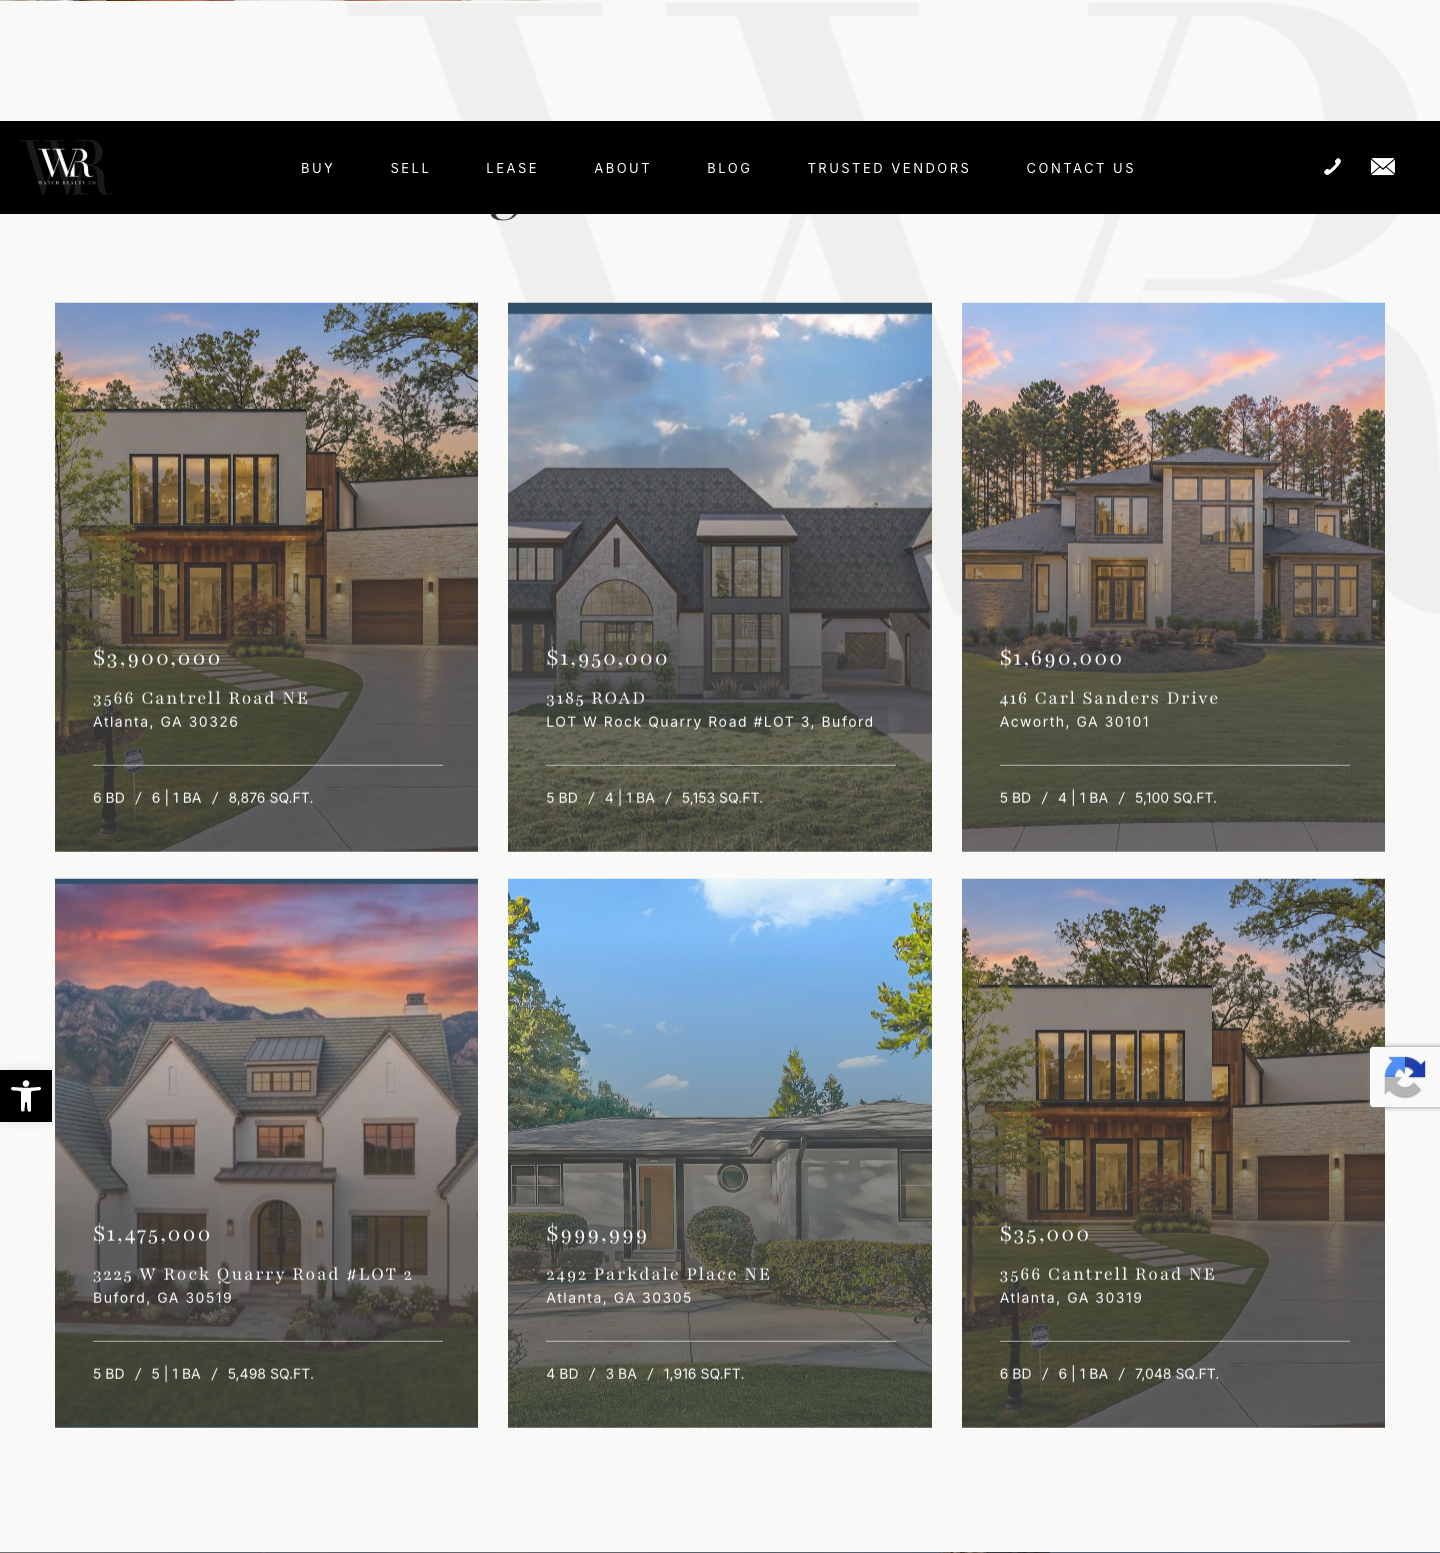 WR
WATCH REALTY CO.
BUY
SELL
LEASE
ABOUT
BLOG
TRUSTED VENDORS
CONTACT US
$3,900,000
3566 Cantrell Road NE
Atlanta, GA 30326
6 BD / 6 | 1 BA / 8,876 SQ.FT.
$1,950,000
3185 ROAD
LOT W Rock Quarry Road #LOT 3, Buford
5 BD / 4 | 1 BA / 5,153 SQ.FT.
$1,690,000
416 Carl Sanders Drive
Acworth, GA 30101
5 BD / 4 | 1 BA / 5,100 SQ.FT.
$1,475,000
3225 W Rock Quarry Road #LOT 2
Buford, GA 30519
5 BD / 5 | 1 BA / 5,498 SQ.FT.
$999,999
2492 Parkdale Place NE
Atlanta, GA 30305
4 BD / 3 BA / 1,916 SQ.FT.
$35,000
3566 Cantrell Road NE
Atlanta, GA 30319
6 BD / 6 | 1 BA / 7,048 SQ.FT.